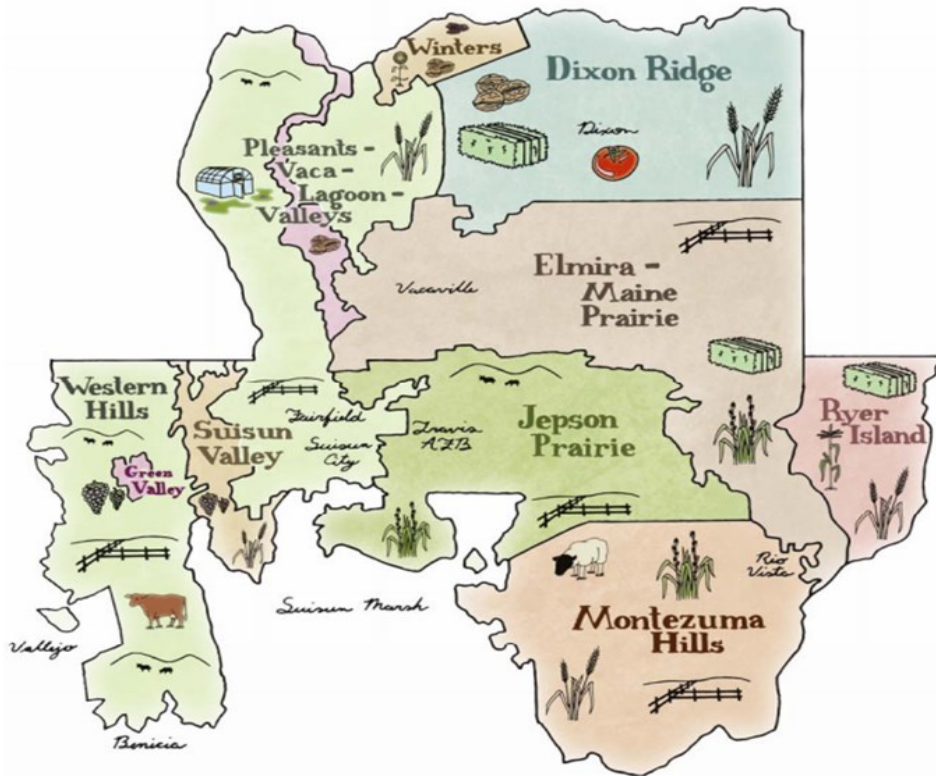 Winters
Dixon Ridge
Dixon
Pleasants -
Vaca -
Lagoon -
Valleys
Elmira -
Maine
Prairie
Vacaville
Western
Hills
Suisun
Valley
Fairfield
Suisun
City
Travis
AFB
Jepson
Prairie
Ryer
Island
Green
Valley
Rio
Vista
Suisun Marsh
Montezuma
Hills
Vallejo
Benicia